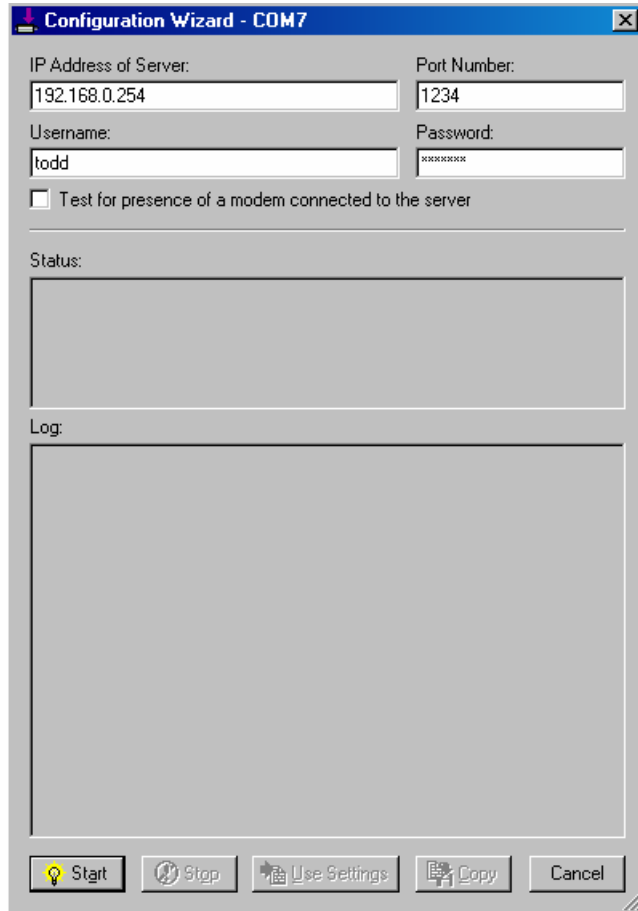 Configuration Wizard - COM7
IP Address of Server: Port Number:
192.168.0.254 1234
Username: Password:
todd *******
Test for presence of a modem connected to the server
Status:
Log:
Start Stop Use Settings Copy Cancel